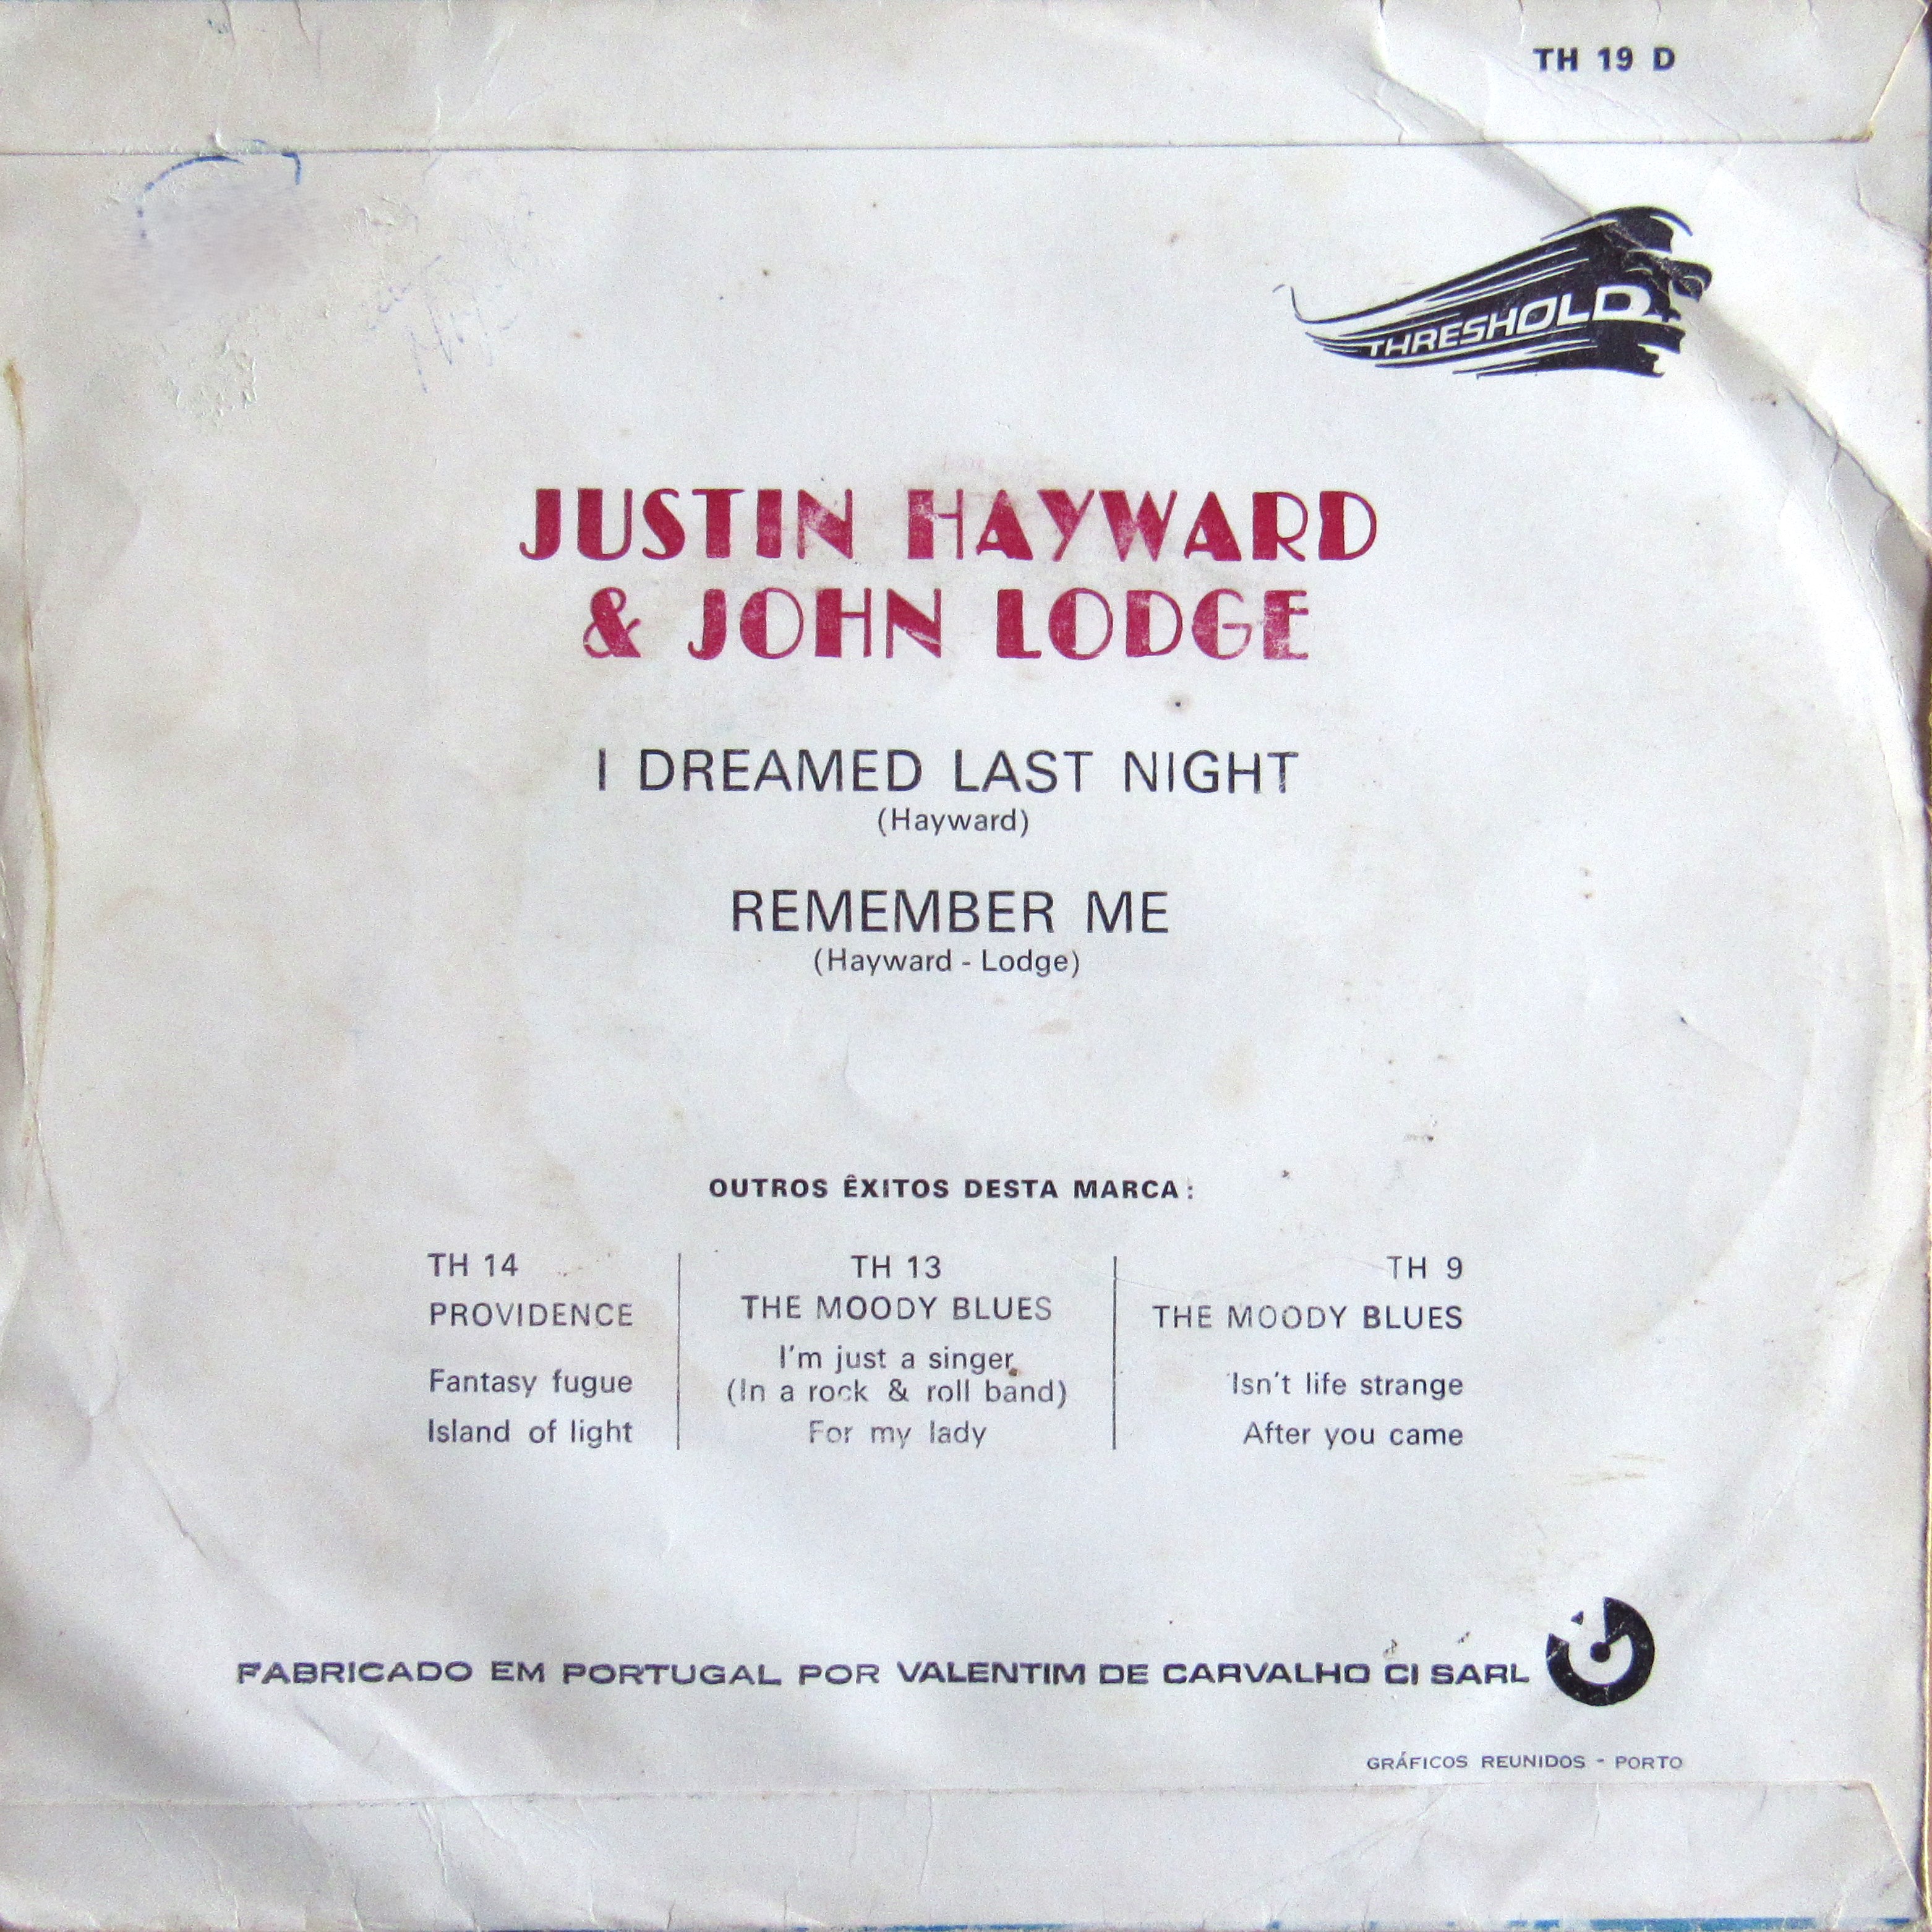 TH 19 D
THRESHOLD
JUSTIN HAYWARD
& JOHN LODGE
I DREAMED LAST NIGHT
(Hayward)
REMEMBER ME
(Hayward - Lodge)
OUTROS ÊXITOS DESTA MARCA:
TH 14
PROVIDENCE
Fantasy fugue
Island of light
TH 13
THE MOODY BLUES
I'm just a singer
(In a rock & roll band)
For my lady
TH 9
THE MOODY BLUES
Isn't life strange
After you came
FABRICADO EM PORTUGAL POR VALENTIM DE CARVALHO CI SARL
GRÁFICOS REUNIDOS - PORTO